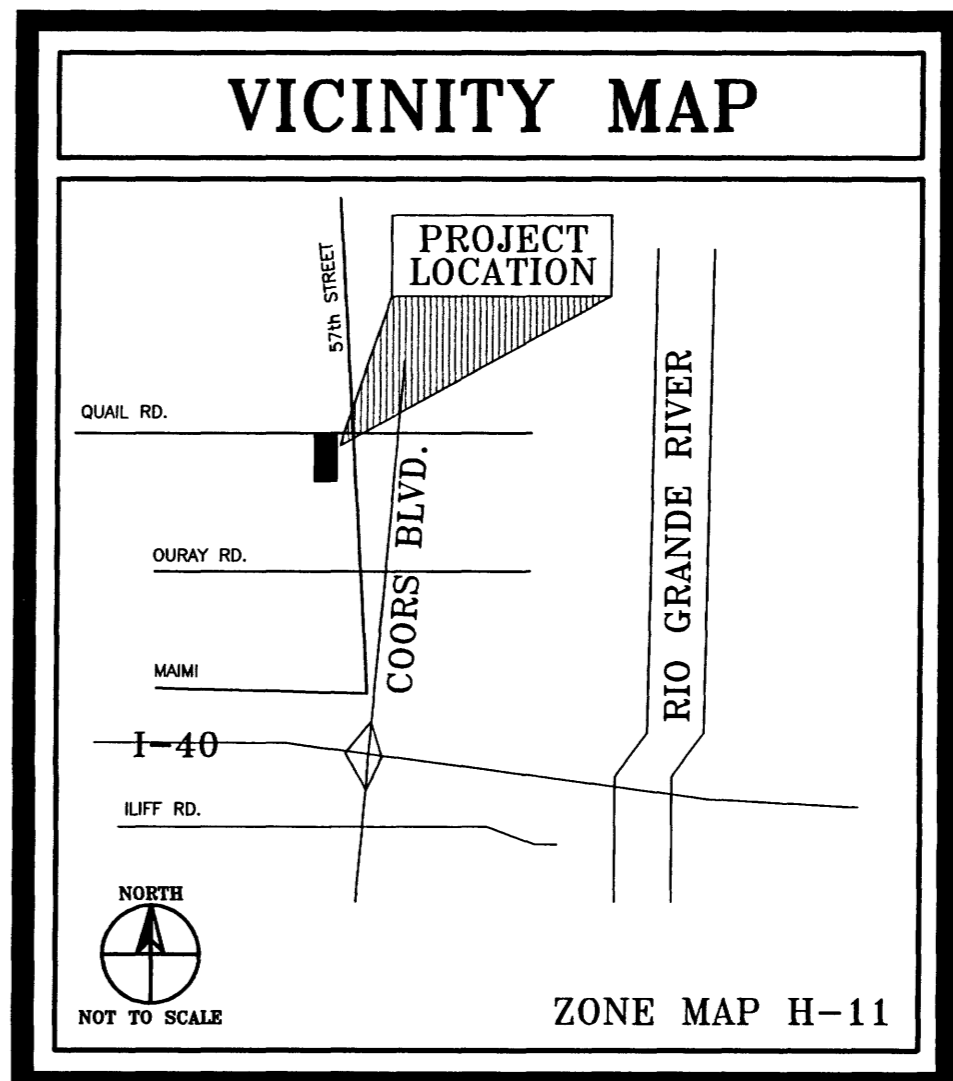 VICINITY MAP
PROJECT
LOCATION
57th STREET
QUAIL RD.
COORS BLVD.
RIO GRANDE RIVER
OURAY RD.
MAIMI
I-40
ILIFF RD.
NORTH
NOT TO SCALE
ZONE MAP H-11